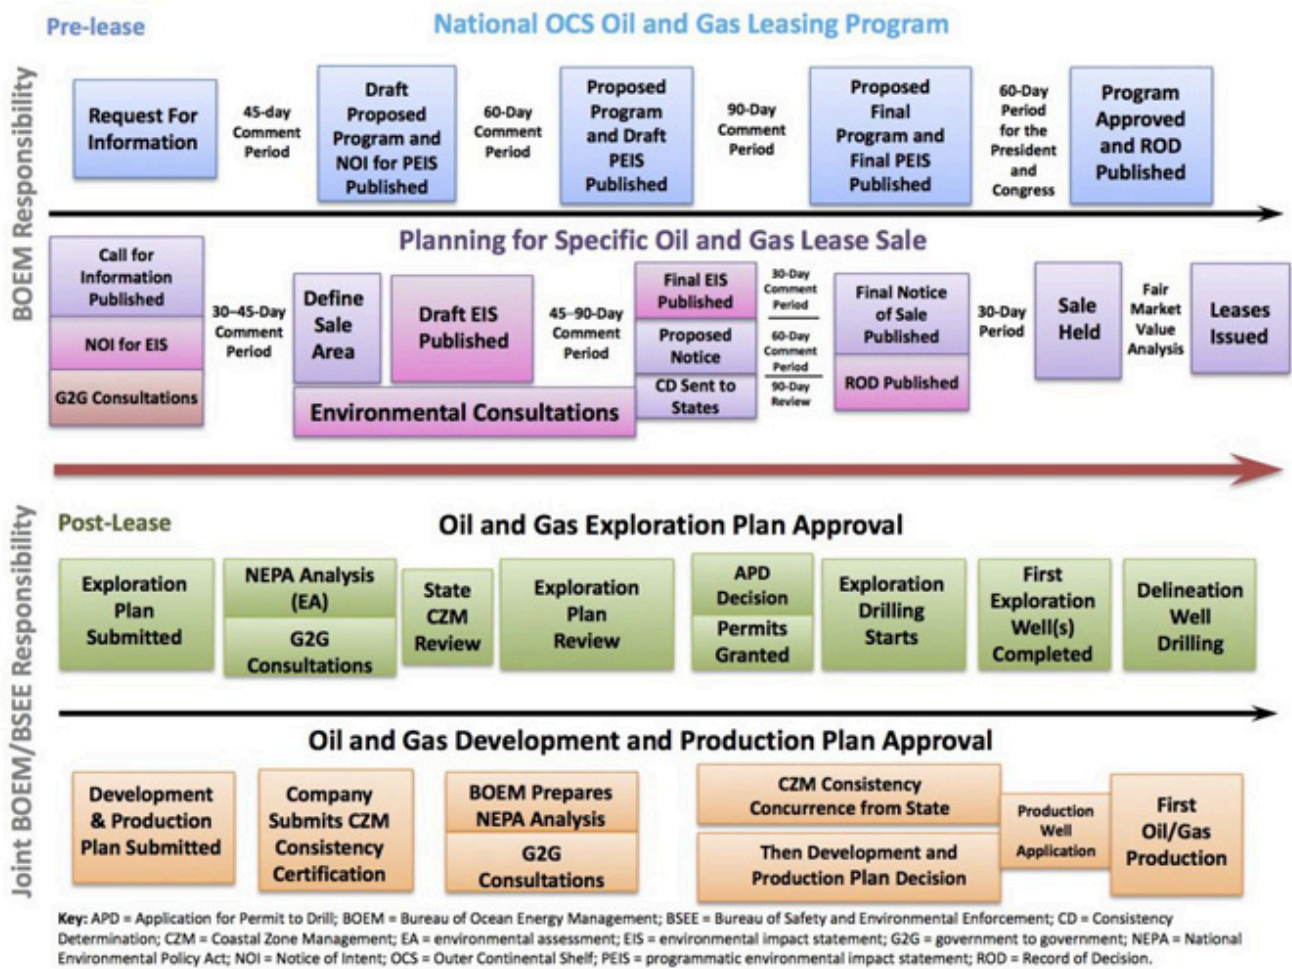 Pre-lease
National OCS Oil and Gas Leasing Program
BOEM Responsibility
Request For
Information
45-day
Comment
Period
Draft
Proposed
Program and
NOI for PEIS
Published
60-Day
Comment
Period
Proposed
Program
and Draft
PEIS
Published
90-Day
Comment
Period
Proposed
Final
Program and
Final PEIS
Published
60-Day
Period
for the
President
and
Congress
Program
Approved
and ROD
Published
Planning for Specific Oil and Gas Lease Sale
Call for
Information
Published
NOI for EIS
G2G Consultations
30–45-Day
Comment
Period
Define
Sale
Area
Draft EIS
Published
Environmental Consultations
45–90-Day
Comment
Period
Final EIS
Published
Proposed
Notice
CD Sent to
States
30-Day
Comment
Period
60-Day
Comment
Period
90-Day
Review
Final Notice
of Sale
Published
ROD Published
30-Day
Period
Sale
Held
Fair
Market
Value
Analysis
Leases
Issued
Joint BOEM/BSEE Responsibility
Post-Lease
Oil and Gas Exploration Plan Approval
Exploration
Plan
Submitted
NEPA Analysis
(EA)
G2G
Consultations
State
CZM
Review
Exploration
Plan
Review
APD
Decision
Permits
Granted
Exploration
Drilling
Starts
First
Exploration
Well(s)
Completed
Delineation
Well
Drilling
Oil and Gas Development and Production Plan Approval
Development
& Production
Plan Submitted
Company
Submits CZM
Consistency
Certification
BOEM Prepares
NEPA Analysis
G2G
Consultations
CZM Consistency
Concurrence from State
Then Development and
Production Plan Decision
Production
Well
Application
First
Oil/Gas
Production
Key: APD = Application for Permit to Drill; BOEM = Bureau of Ocean Energy Management; BSEE = Bureau of Safety and Environmental Enforcement; CD = Consistency
Determination; CZM = Coastal Zone Management; EA = environmental assessment; EIS = environmental impact statement; G2G = government to government; NEPA = National
Environmental Policy Act; NOI = Notice of Intent; OCS = Outer Continental Shelf; PEIS = programmatic environmental impact statement; ROD = Record of Decision.